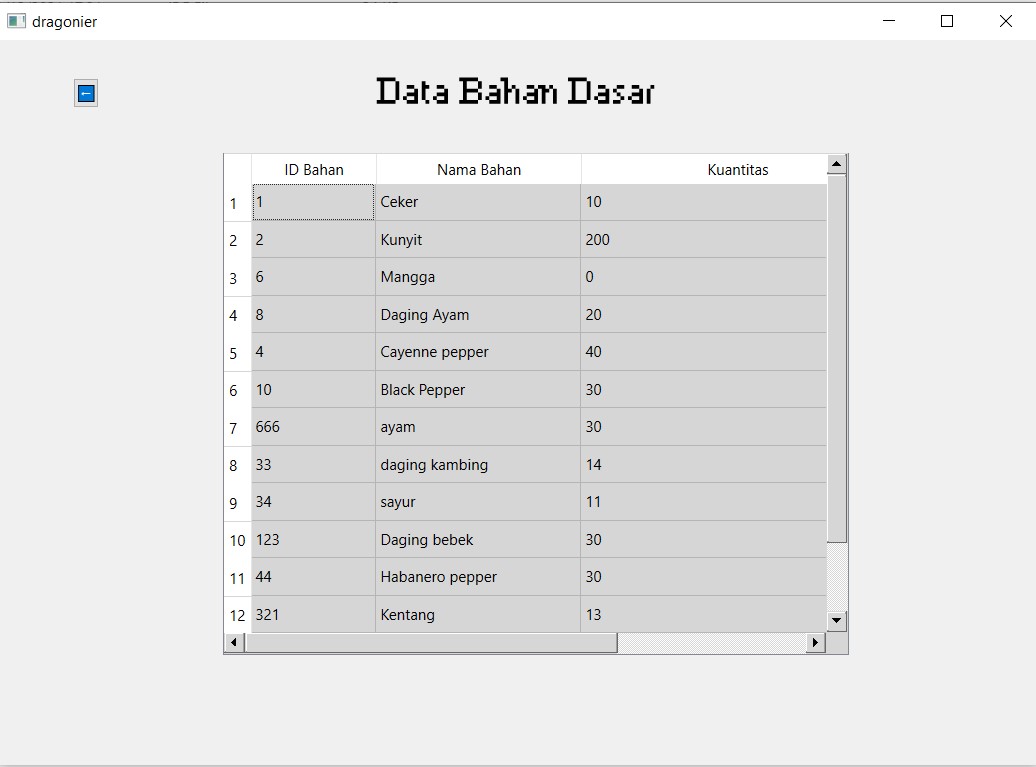 dragonier
Data Bahan Dasar
ID Bahan Nama Bahan Kuantitas
1 1 Ceker 10
2 2 Kunyit 200
3 6 Mangga 0
4 8 Daging Ayam 20
5 4 Cayenne pepper 40
6 10 Black Pepper 30
7 666 ayam 30
8 33 daging kambing 14
9 34 sayur 11
10 123 Daging bebek 30
11 44 Habanero pepper 30
12 321 Kentang 13